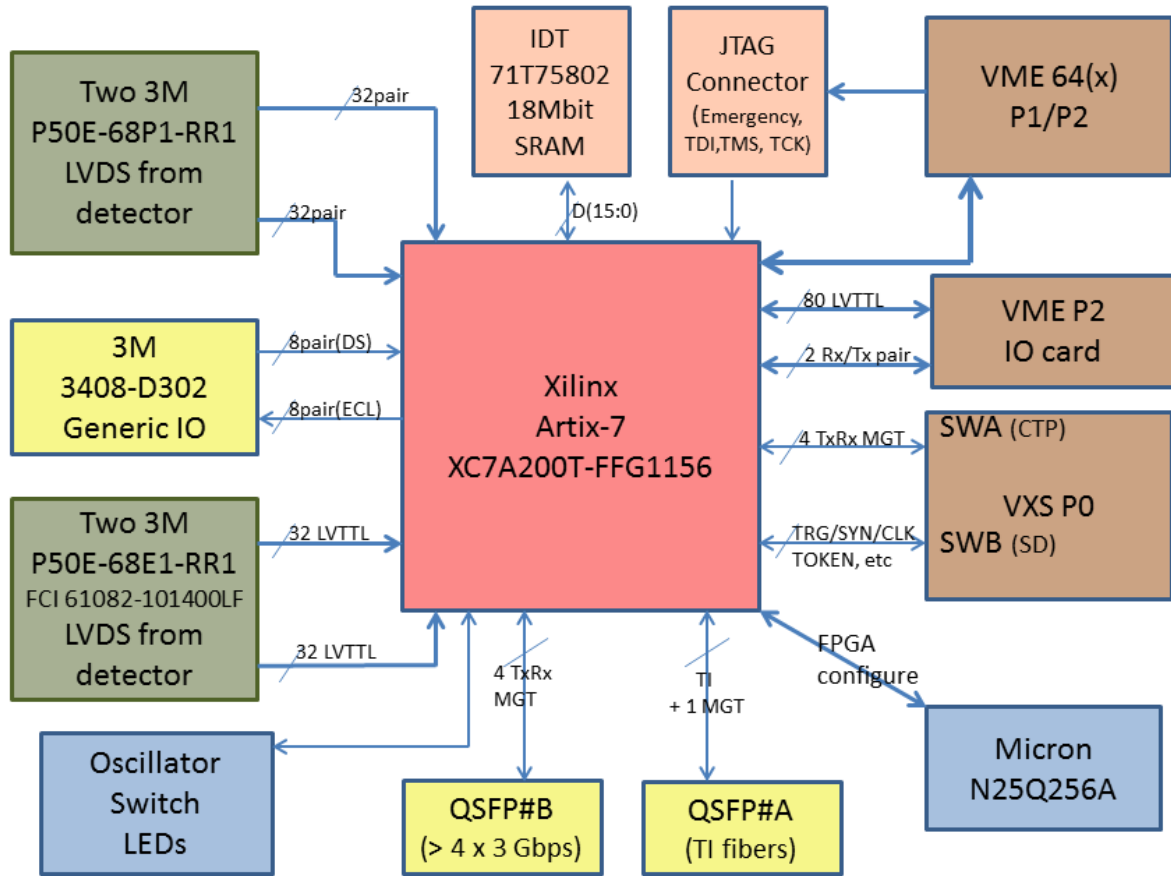 Two 3M
P50E-68P1-RR1
LVDS from
detector
32pair
32pair
IDT
71T75802
18Mbit
SRAM
D(15:0)
JTAG
Connector
(Emergency,
TDI,TMS, TCK)
VME 64(x)
P1/P2
3M
3408-D302
Generic IO
8pair(DS)
8pair(ECL)
Xilinx
Artix-7
XC7A200T-FFG1156
80 LVTTL
2 Rx/Tx pair
VME P2
IO card
4 TxRx MGT
TRG/SYN/CLK
TOKEN, etc
SWA (CTP)
VXS P0
SWB (SD)
Two 3M
P50E-68E1-RR1
FCI 61082-101400LF
LVDS from
detector
32 LVTTL
32 LVTTL
4 TxRx
MGT
TI
+ 1 MGT
FPGA
configure
Oscillator
Switch
LEDs
QSFP#B
(> 4 x 3 Gbps)
QSFP#A
(TI fibers)
Micron
N25Q256A